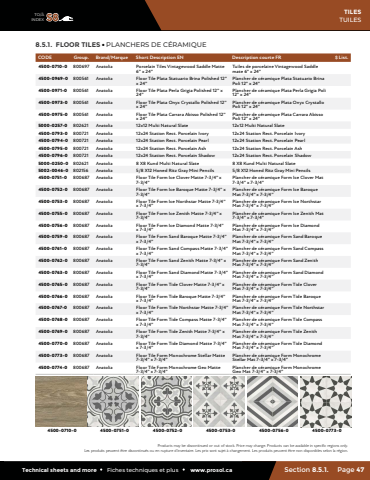 TOOL
INDEX
TILES
TUILES
8.5.1. FLOOR TILES • PLANCHERS DE CÉRAMIQUE
CODE Group. Brand/Marque Short Description EN Description courte FR € List.
4500-0710-0 800697 Anatolia Porcelain Tiles Vintagewood Saddle Matte Tuiles de porcelaine Vintagewood Saddle
6" x 24" mate 6" x 24"
4500-0969-0 800561 Anatolia Floor Tile Plata Statuario Brina Polished 12" Plancher de céramique Plata Statuario Brina
x 24" Poli 12" x 24"
4500-0971-0 800561 Anatolia Floor Tile Plata Perla Grigia Polished 12" x Plancher de céramique Plata Perla Grigia Poli
24" 12" x 24"
4500-0973-0 800561 Anatolia Floor Tile Plata Onyx Crystallo Polished 12" Plancher de céramique Plata Onyx Crystallo
x 24" Poli 12" x 24"
4500-0975-0 800561 Anatolia Floor Tile Plata Carrara Abisso Polished 12" Plancher de céramique Plata Carrara Abisso
x 24" Poli 12" x 24"
5000-0257-0 802621 Anatolia 12x12 Multi Natural Slate 12x12 Multi Natural Slate
4500-0793-0 800721 Anatolia 12x24 Station Rect. Porcelain Ivory 12x24 Station Rect. Porcelain Ivory
4500-0794-0 800721 Anatolia 12x24 Station Rect. Porcelain Pearl 12x24 Station Rect. Porcelain Pearl
4500-0795-0 800721 Anatolia 12x24 Station Rect. Porcelain Ash 12x24 Station Rect. Porcelain Ash
4500-0796-0 800721 Anatolia 12x24 Station Rect. Porcelain Shadow 12x24 Station Rect. Porcelain Shadow
5000-0250-0 802621 Anatolia 8 X8 Roof Multi Natural Slate 8 X8 Roof Multi Natural Slate
5002-0044-0 802156 Anatolia 5/8 X12 Honed Bliss Gray Mini Pencils 5/8 X12 Honed Bliss Gray Mini Pencils
4500-0751-0 800687 Anatolia Floor Tile Form Ice Clover Matte 7-3/4" x Plancher de céramique Form Ice Clover Mat
7-3/4" 7-3/4" x 7-3/4"
4500-0752-0 800687 Anatolia Floor Tile Form Ice Baroque Matte 7-3/4" x Plancher de céramique Form Ice Baroque
7-3/4" Mat 7-3/4" x 7-3/4"
4500-0753-0 800687 Anatolia Floor Tile Form Ice Northstar Matte 7-3/4" Plancher de céramique Form Ice Northstar
x 7-3/4" Mat 7-3/4" x 7-3/4"
4500-0755-0 800687 Anatolia Floor Tile Form Ice Zenith Matte 7-3/4" x Plancher de céramique Form Ice Zenith Mat
7-3/4" 7-3/4" x 7-3/4"
4500-0756-0 800687 Anatolia Floor Tile Form Ice Diamond Matte 7-3/4" Plancher de céramique Form Ice Diamond
x 7-3/4" Mat 7-3/4" x 7-3/4"
4500-0759-0 800687 Anatolia Floor Tile Form Sand Baroque Matte 7-3/4" Plancher de céramique Form Sand Baroque
x 7-3/4" Mat 7-3/4" x 7-3/4"
4500-0761-0 800687 Anatolia Floor Tile Form Sand Compass Matte 7-3/4" Plancher de céramique Form Sand Compass
x 7-3/4" Mat 7-3/4" x 7-3/4"
4500-0762-0 800687 Anatolia Floor Tile Form Sand Zenith Matte 7-3/4" x Plancher de céramique Form Sand Zenith
7-3/4" Mat 7-3/4" x 7-3/4"
4500-0763-0 800687 Anatolia Floor Tile Form Sand Diamond Matte 7-3/4" Plancher de céramique Form Sand Diamond
x 7-3/4" Mat 7-3/4" x 7-3/4"
4500-0765-0 800687 Anatolia Floor Tile Form Tide Clover Matte 7-3/4" x Plancher de céramique Form Tide Clover
7-3/4" Mat 7-3/4" x 7-3/4"
4500-0766-0 800687 Anatolia Floor Tile Form Tide Baroque Matte 7-3/4" Plancher de céramique Form Tide Baroque
x 7-3/4" Mat 7-3/4" x 7-3/4"
4500-0767-0 800687 Anatolia Floor Tile Form Tide Northstar Matte 7-3/4" Plancher de céramique Form Tide Northstar
x 7-3/4" Mat 7-3/4" x 7-3/4"
4500-0768-0 800687 Anatolia Floor Tile Form Tide Compass Matte 7-3/4" Plancher de céramique Form Tide Compass
x 7-3/4" Mat 7-3/4" x 7-3/4"
4500-0769-0 800687 Anatolia Floor Tile Form Tide Zenith Matte 7-3/4" x Plancher de céramique Form Tide Zenith
7-3/4" Mat 7-3/4" x 7-3/4"
4500-0770-0 800687 Anatolia Floor Tile Form Tide Diamond Matte 7-3/4" Plancher de céramique Form Tide Diamond
x 7-3/4" Mat 7-3/4" x 7-3/4"
4500-0773-0 800687 Anatolia Floor Tile Form Monochrome Stellar Matte Plancher de céramique Form Monochrome
7-3/4" x 7-3/4" Stellar Mat 7-3/4" x 7-3/4"
4500-0774-0 800687 Anatolia Floor Tile Form Monochrome Geo Matte Plancher de céramique Form Monochrome
7-3/4" x 7-3/4" Geo Mat 7-3/4" x 7-3/4"
4500-0710-0 4500-0751-0 4500-0752-0 4500-0753-0 4500-0756-0 4500-0773-0
Products may be discontinued or out of stock. Price may change. Products can be available in specific regions only.
Les produits peuvent être discontinués ou en rupture d'inventaire. Les prix sont sujet à changement. Les produits peuvent être non disponibles selon la région.
Technical sheets and more • Fiches techniques et plus • www.prosol.ca
Section 8.5.1. Page 47